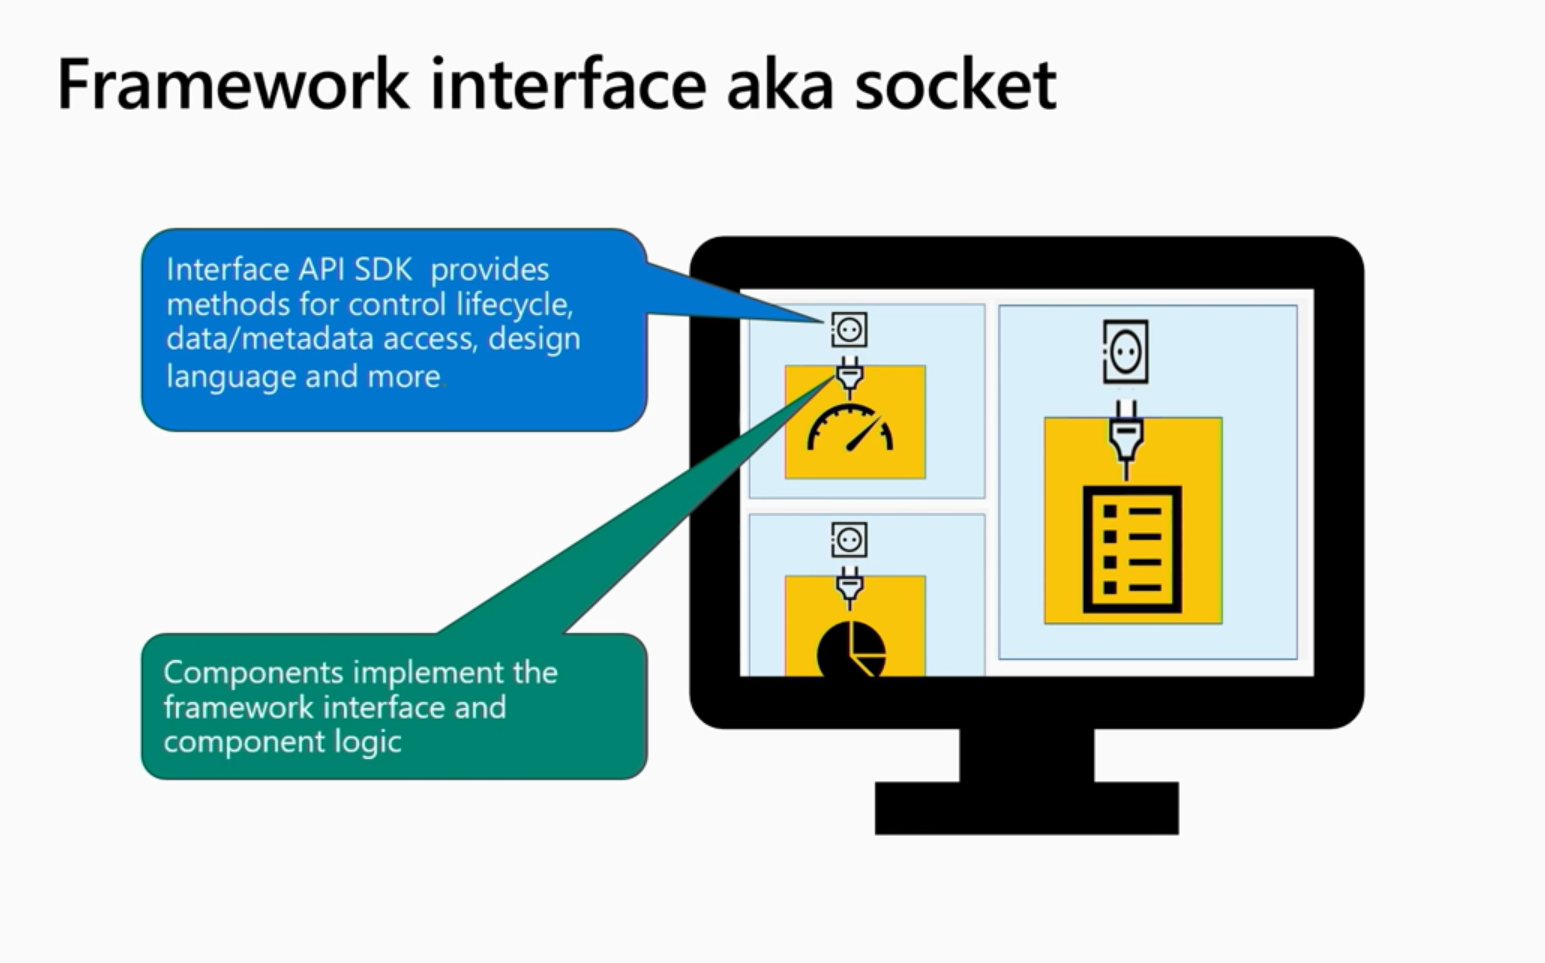 Framework interface aka socket
Interface API SDK  provides
methods for control lifecycle,
data/metadata access, design
language and more
Components implement the
framework interface and
component logic